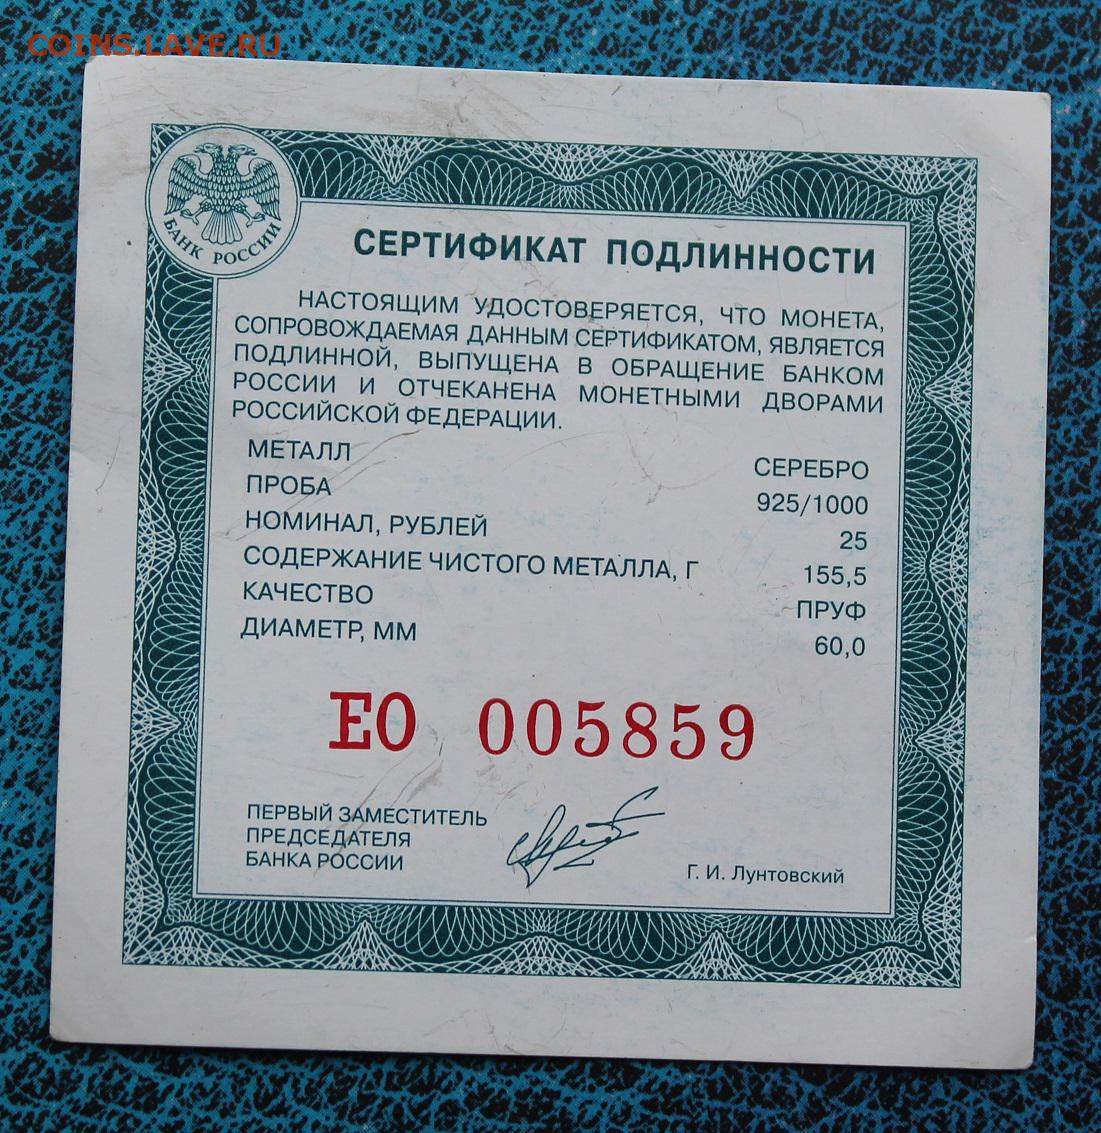 COINS.LAVE.RU
БАНК РОССИИ
СЕРТИФИКАТ ПОДЛИННОСТИ
НАСТОЯЩИМ УДОСТОВЕРЯЕТСЯ, ЧТО МОНЕТА,
СОПРОВОЖДАЕМАЯ ДАННЫМ СЕРТИФИКАТОМ, ЯВЛЯЕТСЯ
ПОДЛИННОЙ, ВЫПУЩЕНА В ОБРАЩЕНИЕ БАНКОМ
РОССИИ И ОТЧЕКАНЕНА МОНЕТНЫМИ ДВОРАМИ
РОССИЙСКОЙ ФЕДЕРАЦИИ.
МЕТАЛЛ СЕРЕБРО
ПРОБА 925/1000
НОМИНАЛ, РУБЛЕЙ 25
СОДЕРЖАНИЕ ЧИСТОГО МЕТАЛЛА, Г 155,5
КАЧЕСТВО ПРУФ
ДИАМЕТР, ММ 60,0
ЕО 005859
ПЕРВЫЙ ЗАМЕСТИТЕЛЬ
ПРЕДСЕДАТЕЛЯ
БАНКА РОССИИ
Г. И. Лунтовский